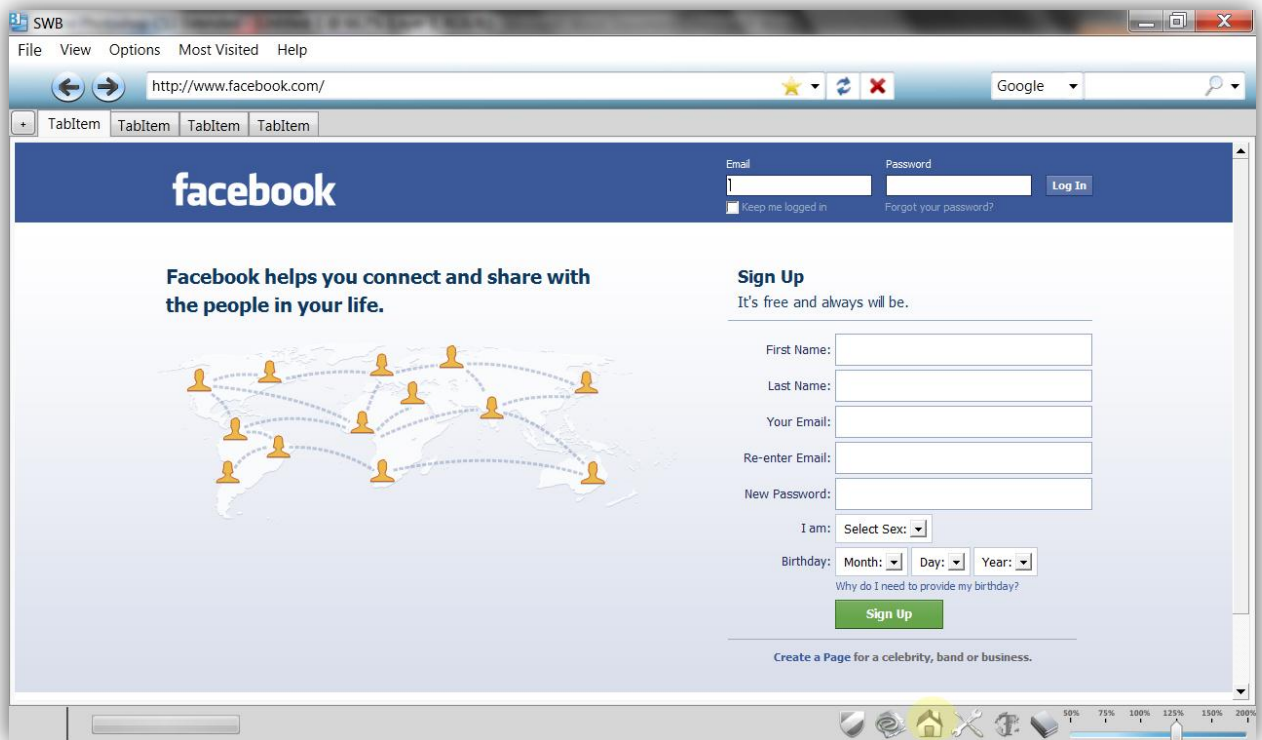 SWB
File View Options Most Visited Help
http://www.facebook.com/ Google
+ TabItem TabItem TabItem TabItem
facebook
Email Password
Log In
Keep me logged in Forgot your password?
Facebook helps you connect and share with
the people in your life.
Sign Up
It's free and always will be.
First Name:
Last Name:
Your Email:
Re-enter Email:
New Password:
I am: Select Sex:
Birthday: Month: Day: Year:
Why do I need to provide my birthday?
Sign Up
Create a Page for a celebrity, band or business.
50% 75% 100% 125% 150% 200%